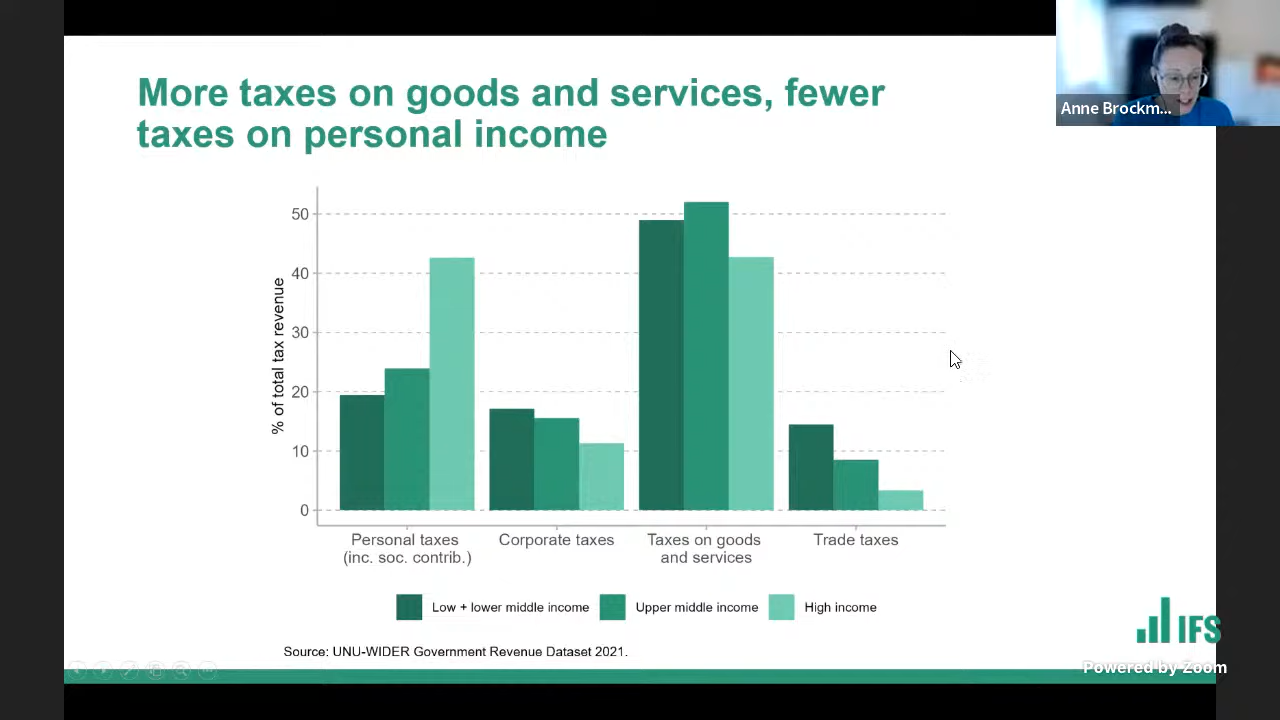 More taxes on goods and services, fewer
taxes on personal income
Anne Brockm...
% of total tax revenue
50
40
30
20
10
0
Personal taxes
(inc. soc. contrib.)
Corporate taxes
Taxes on goods
and services
Trade taxes
Low + lower middle income
Upper middle income
High income
Source: UNU-WIDER Government Revenue Dataset 2021.
IFS
Powered by Zoom